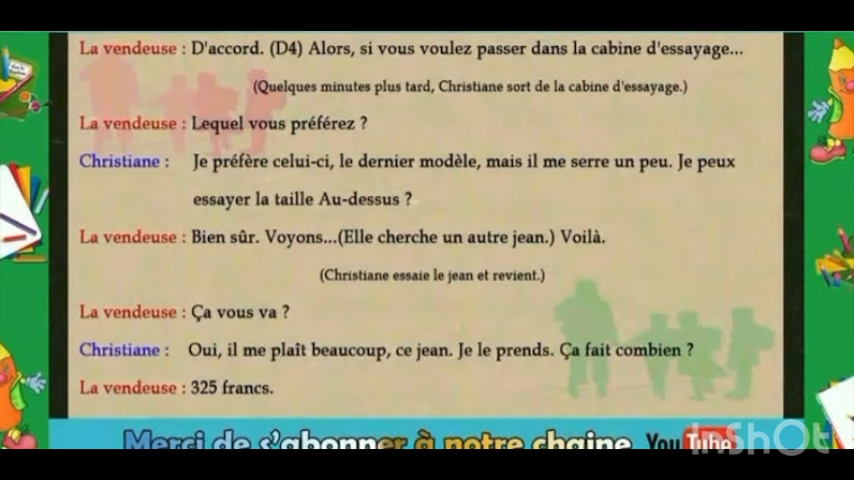 La vendeuse : D'accord. (D4) Alors, si vous voulez passer dans la cabine d'essayage...
(Quelques minutes plus tard, Christiane sort de la cabine d'essayage.)
La vendeuse : Lequel vous préférez ?
Christiane : Je préfère celui-ci, le dernier modèle, mais il me serre un peu. Je peux
essayer la taille Au-dessus ?
La vendeuse : Bien sûr. Voyons...(Elle cherche un autre jean.) Voilà.
(Christiane essaie le jean et revient.)
La vendeuse : Ça vous va ?
Christiane : Oui, il me plaît beaucoup, ce jean. Je le prends. Ça fait combien ?
La vendeuse : 325 francs.
Merci de s'abonner à notre chaine YouTube
InShOt